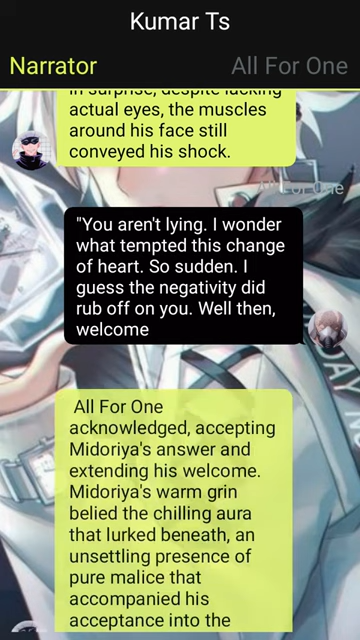 Kumar Ts
Narrator
All For One
in surprise, despite lacking
actual eyes, the muscles
around his face still
conveyed his shock.
All For One
"You aren't lying. I wonder
what tempted this change
of heart. So sudden. I
guess the negativity did
rub off on you. Well then,
welcome
All For One
acknowledged, accepting
Midoriya's answer and
extending his welcome.
Midoriya's warm grin
belied the chilling aura
that lurked beneath, an
unsettling presence of
pure malice that
accompanied his
acceptance into the